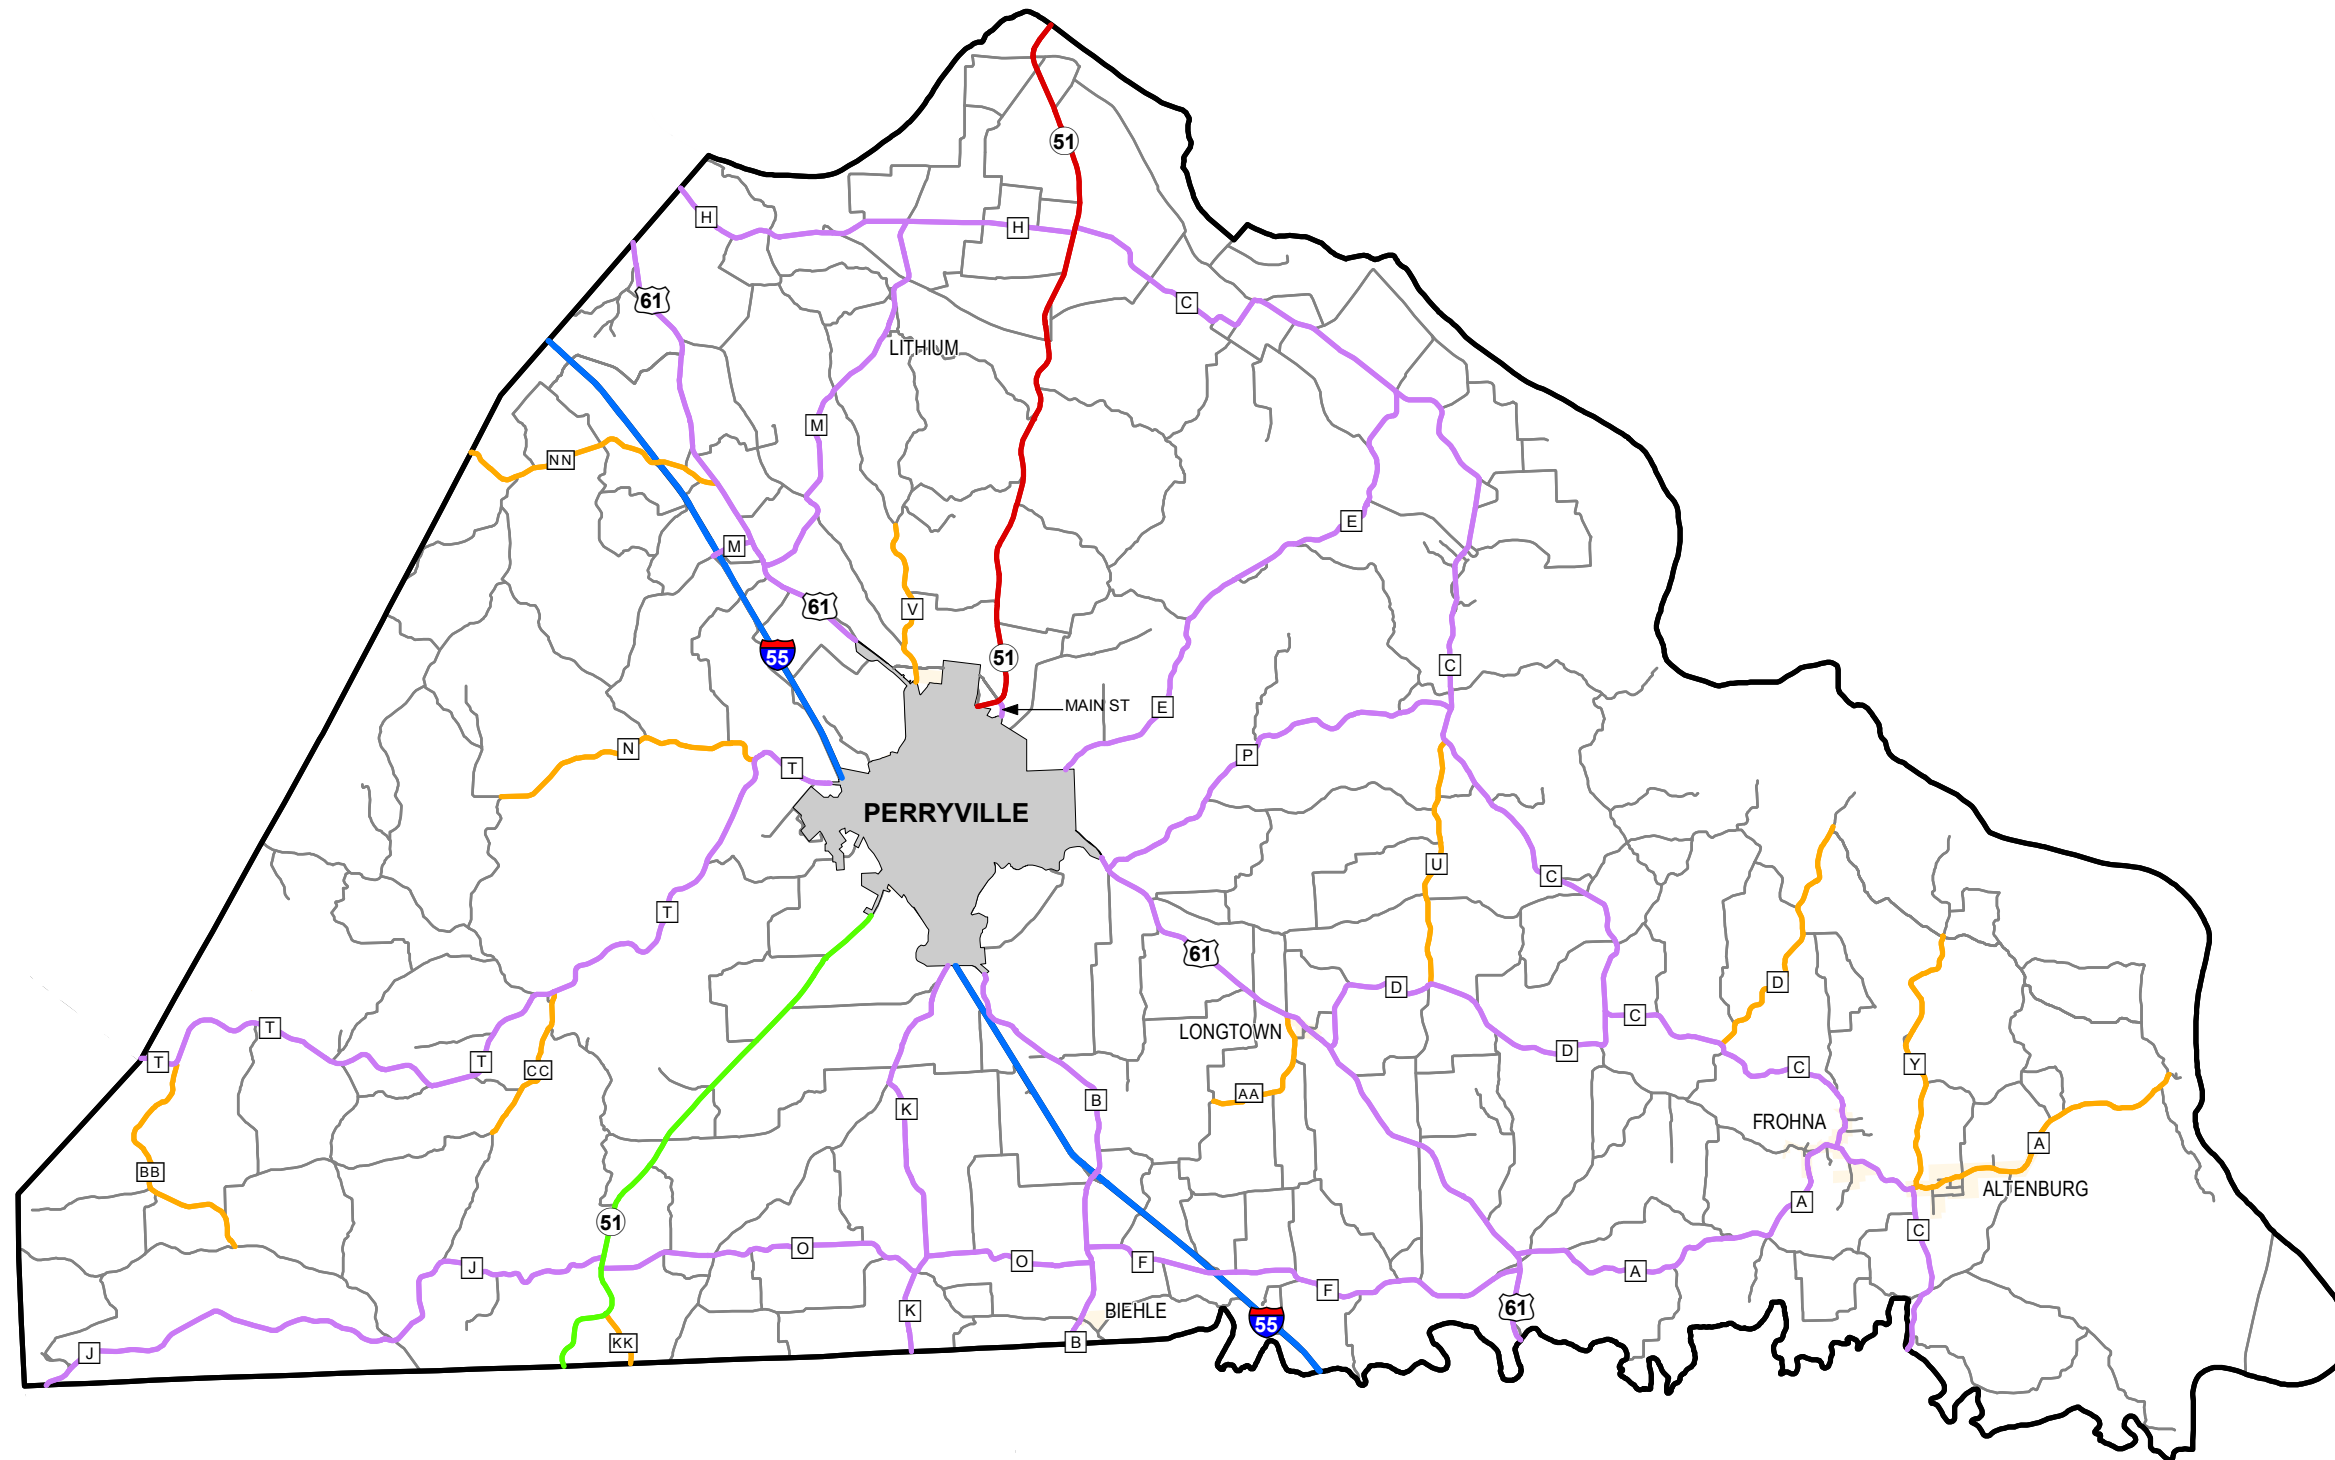 51
H
H
61
C
LITHIUM
M
NN
E
M
61
V
55
51
C
MAIN ST
E
N
P
T
PERRYVILLE
U
C
T
61
D
D
C
T
LONGTOWN
D
T
T
Y
C
CC
AA
B
K
FROHNA
A
BB
ALTENBURG
A
51
C
O
O
F
J
A
F
61
K
BIEHLE
55
KK
B
J